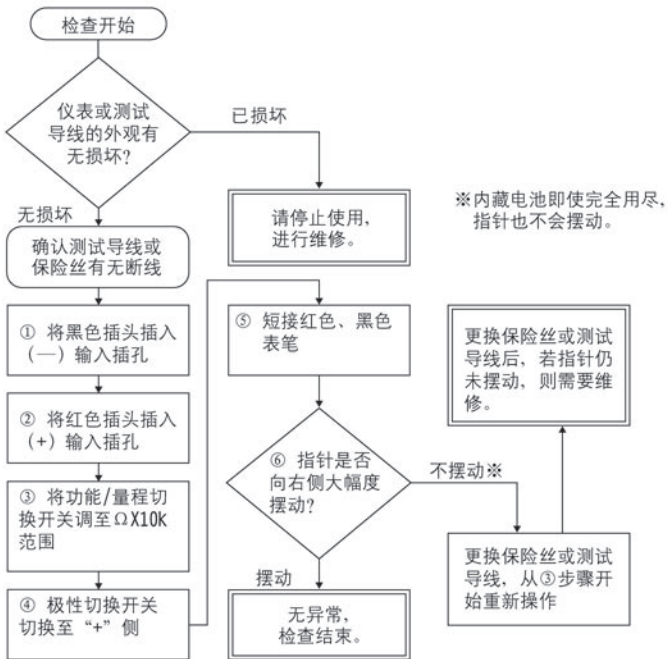 检查开始
仪表或测试
导线的外观有
无损坏?
已损坏
无损坏
请停止使用，
进行维修。
※内藏电池即使完全用尽，
指针也不会摆动。
确认测试导线或
保险丝有无断线
① 将黑色插头插入
(—) 输入插孔
② 将红色插头插入
(+) 输入插孔
③ 将功能/量程切
换开关调至ΩX10k
范围
④ 极性切换开关
切换至“+”侧
⑤ 短接红色、黑色
表笔
⑥ 指针是否
向右侧大幅度
摆动?
不摆动※
摆动
无异常，
检查结束。
更换保险丝或测试
导线，从③步骤开
始重新操作
更换保险丝或测试
导线后，若指针仍
未摆动，则需要维
修。